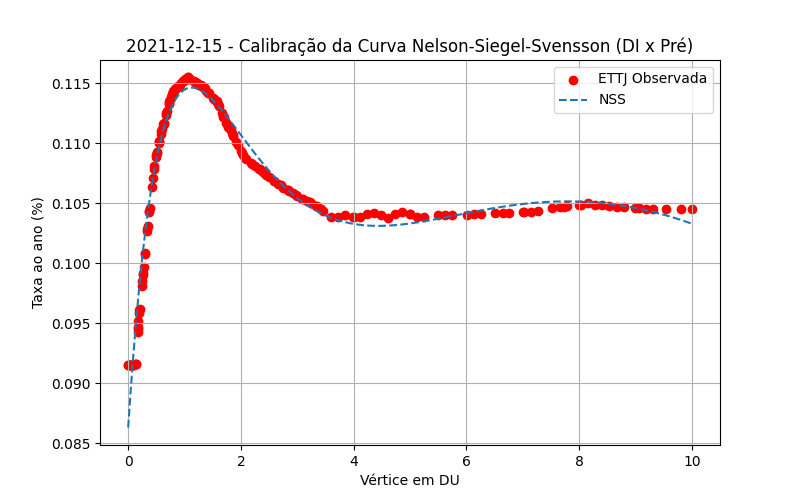 2021-12-15 - Calibração da Curva Nelson-Siegel-Svensson (DI x Pré)
ETTJ Observada
NSS
Taxa ao ano (%)
0.115
0.110
0.105
0.100
0.095
0.090
0.085
0 2 4 6 8 10
Vértice em DU